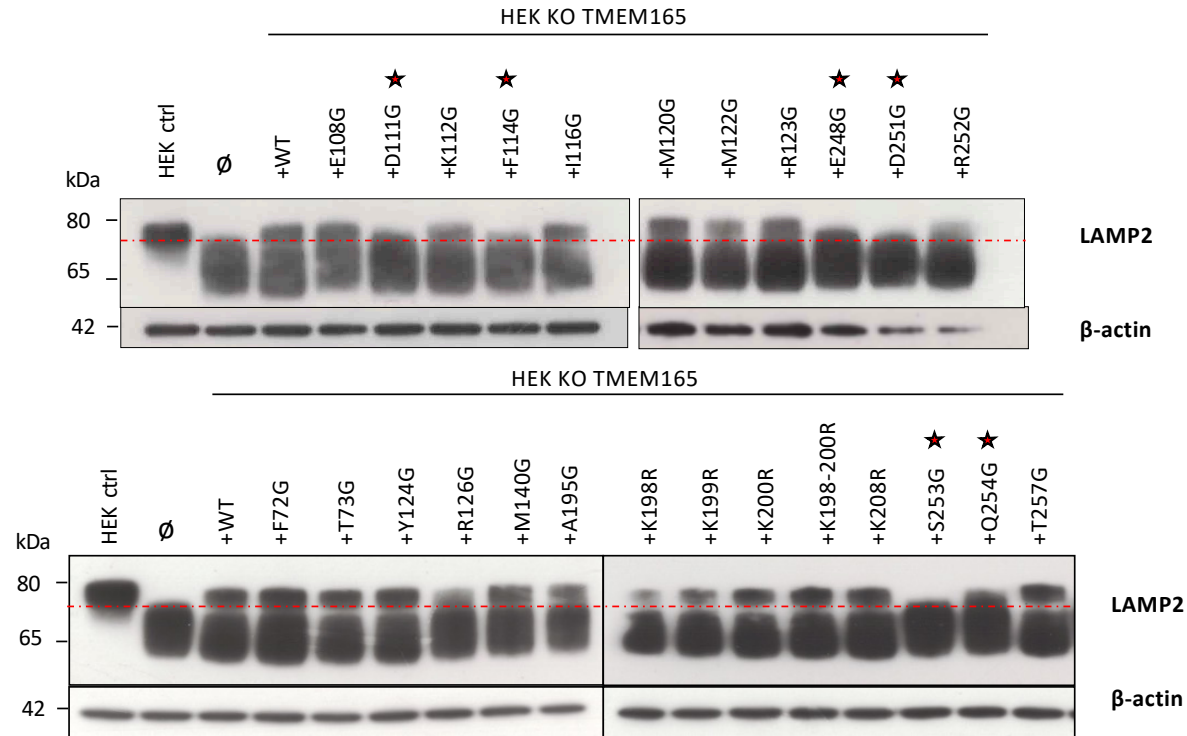 HEK KO TMEM165
HEK ctrl
Ø
+WT
+E108G
+D111G
+K112G
+F114G
+I116G
+M120G
+M122G
+R123G
+E248G
+D251G
+R252G
kDa
80
LAMP2
65
42
β-actin
HEK KO TMEM165
HEK ctrl
Ø
+WT
+F72G
+T73G
+Y124G
+R126G
+M140G
+A195G
+K198R
+K199R
+K200R
+K198-200R
+K208R
+S253G
+Q254G
+T257G
kDa
80
LAMP2
65
42
β-actin